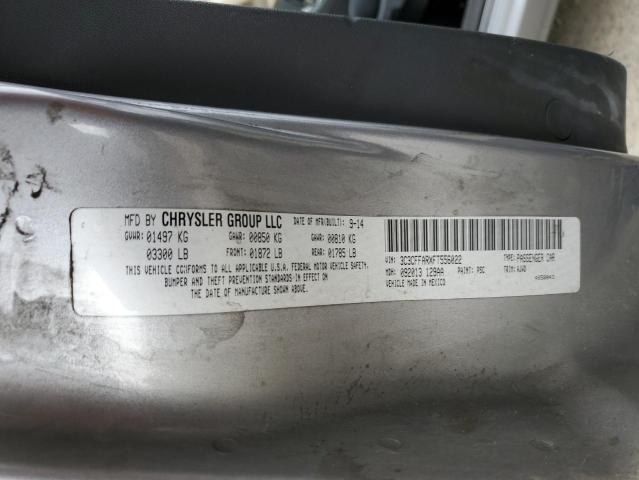 MFD BY CHRYSLER GROUP LLC DATE OF MFR(BUILT): 9-14
GVWR: 01497 KG GAWR: 00850 KG GAWR: 00810 KG
03300 LB FRONT: 01872 LB REAR: 01785 LB
THIS VEHICLE CONFORMS TO ALL APPLICABLE U.S.A. FEDERAL MOTOR VEHICLE SAFETY,
BUMPER AND THEFT PREVENTION STANDARDS IN EFFECT ON
THE DATE OF MANUFACTURE SHOWN ABOVE.
VIN: 3C3CFFARXFT556022 TYPE: PASSENGER CAR
MDH: 092013 129AA PAINT: PSC TRIM:
VEHICLE MADE IN MEXICO